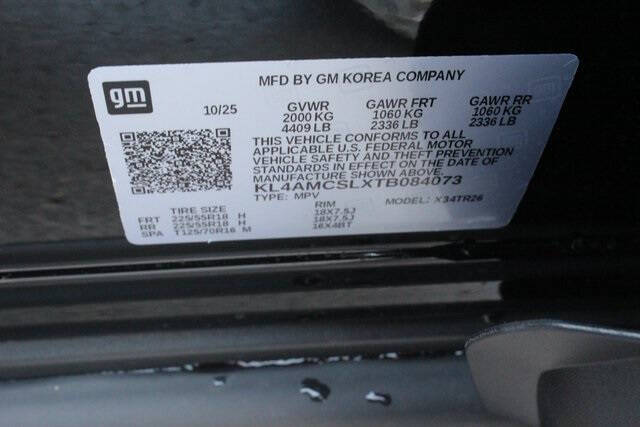 gm
MFD BY GM KOREA COMPANY
10/25 GVWR GAWR FRT GAWR RR
2000 KG 1060 KG 1060 KG
4409 LB 2336 LB 2336 LB
THIS VEHICLE CONFORMS TO ALL
APPLICABLE U.S. FEDERAL MOTOR
VEHICLE SAFETY AND THEFT PREVENTION
STANDARDS IN EFFECT ON THE DATE OF
MANUFACTURE SHOWN ABOVE.
KL4AMCSLXTB084073
TYPE: MPV MODEL: X34TR26
TIRE SIZE RIM
FRT 225/55R18 H 18X7.5J
RR 225/55R18 H 18X7.5J
SPA T125/70R16 M 16X4BT